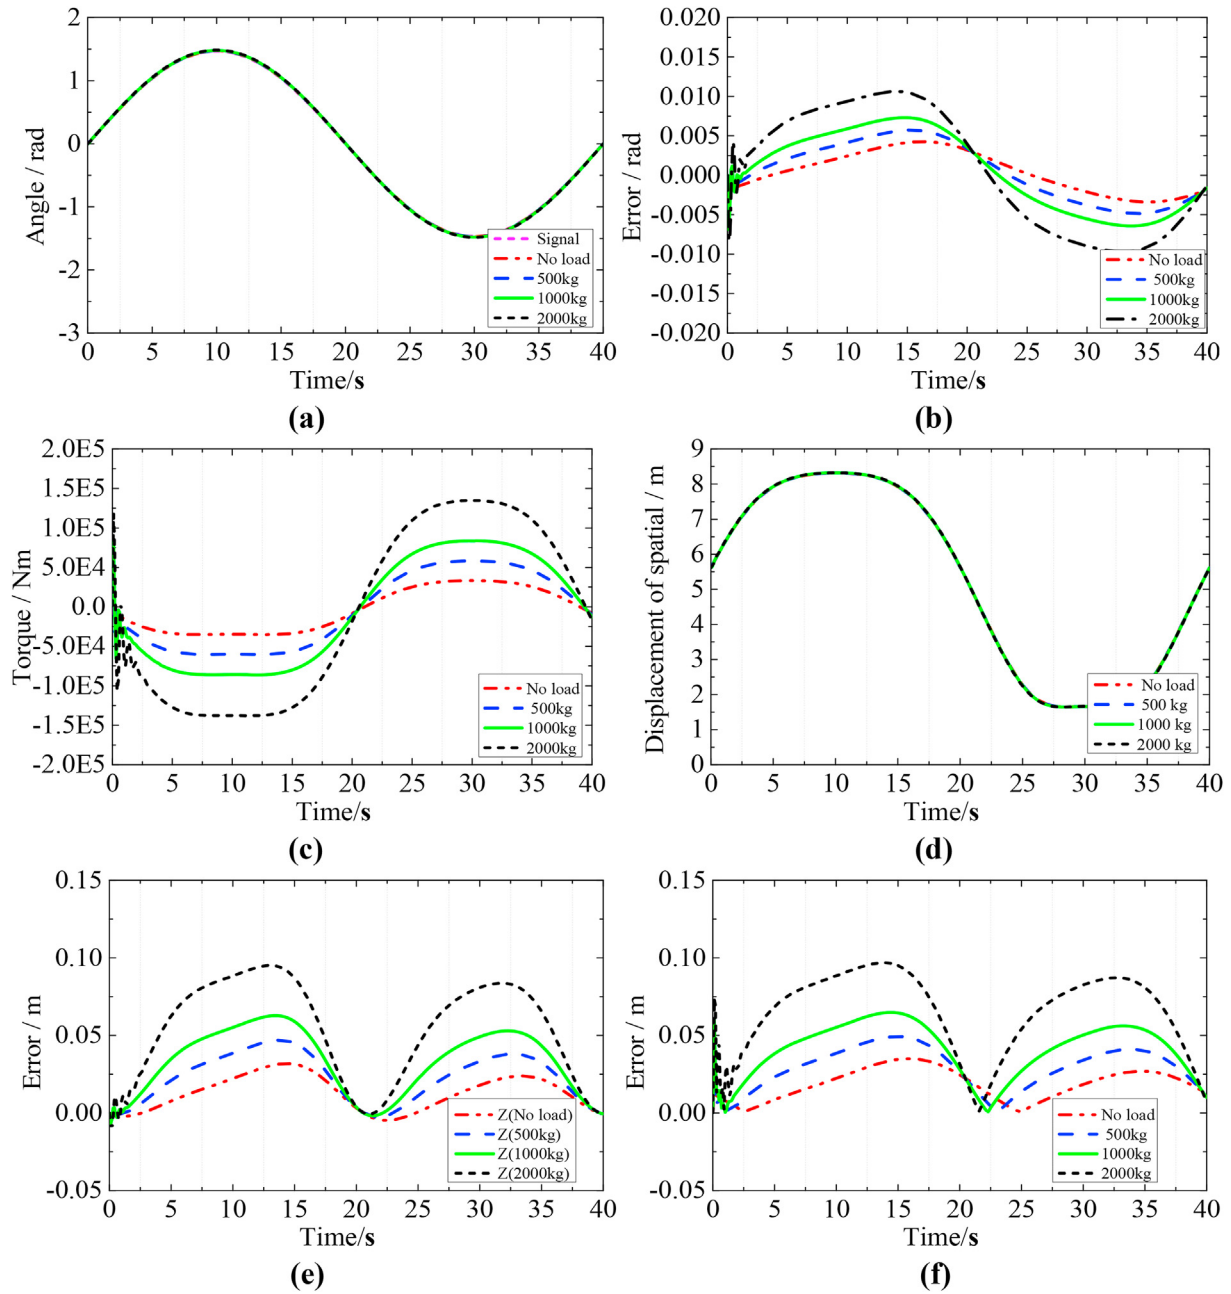 2
1
0
-1
-2
-3
Angle / rad
Signal
No load
500kg
1000kg
2000kg
0 5 10 15 20 25 30 35 40
Time/s
(a)
0.020
0.015
0.010
0.005
0.000
-0.005
-0.010
-0.015
-0.020
Error / rad
No load
500kg
1000kg
2000kg
0 5 10 15 20 25 30 35 40
Time/s
(b)
2.0E5
1.5E5
1.0E5
5.0E4
0.0
-5.0E4
-1.0E5
-1.5E5
-2.0E5
Torque / Nm
No load
500kg
1000kg
2000kg
0 5 10 15 20 25 30 35 40
Time/s
(c)
9
8
7
6
5
4
3
2
1
0
Displacement of spatial / m
No load
500 kg
1000 kg
2000 kg
0 5 10 15 20 25 30 35 40
Time/s
(d)
0.15
0.10
0.05
0.00
-0.05
Error / m
Z(No load)
Z(500kg)
Z(1000kg)
Z(2000kg)
0 5 10 15 20 25 30 35 40
Time/s
(e)
0.15
0.10
0.05
0.00
-0.05
Error / m
No load
500kg
1000kg
2000kg
0 5 10 15 20 25 30 35 40
Time/s
(f)